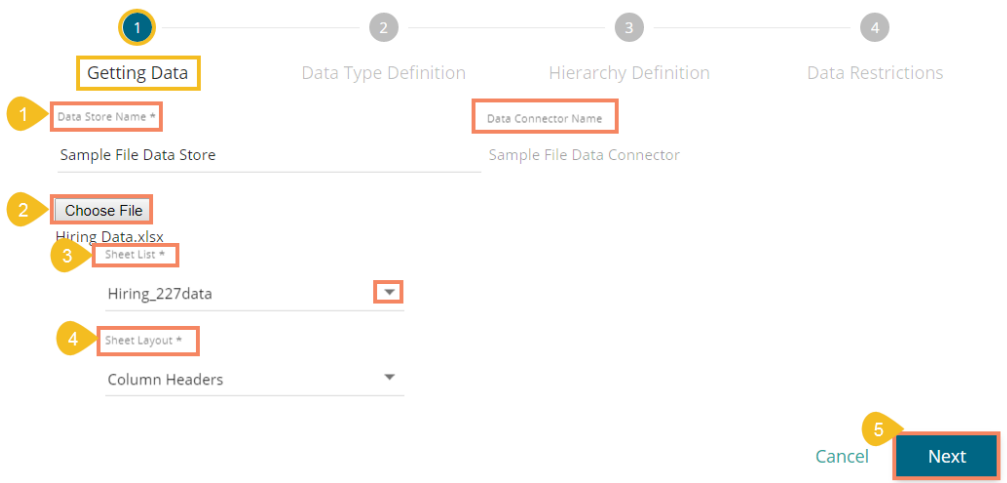 1 2 3 4
Getting Data Data Type Definition Hierarchy Definition Data Restrictions
1 Data Store Name * Data Connector Name
Sample File Data Store Sample File Data Connector
2 Choose File
Hiring Data.xlsx
3 Sheet List *
Hiring_227data
4 Sheet Layout *
Column Headers
5
Cancel Next